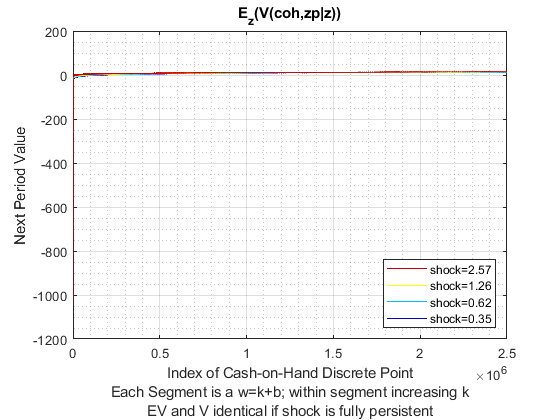 E_z(V(coh,zp|z))
200
0
-200
-400
-600
-800
-1000
-1200
Next Period Value
shock=2.57
shock=1.26
shock=0.62
shock=0.35
0
0.5
1
1.5
2
2.5
×10^6
Index of Cash-on-Hand Discrete Point
Each Segment is a w=k+b; within segment increasing k
EV and V identical if shock is fully persistent